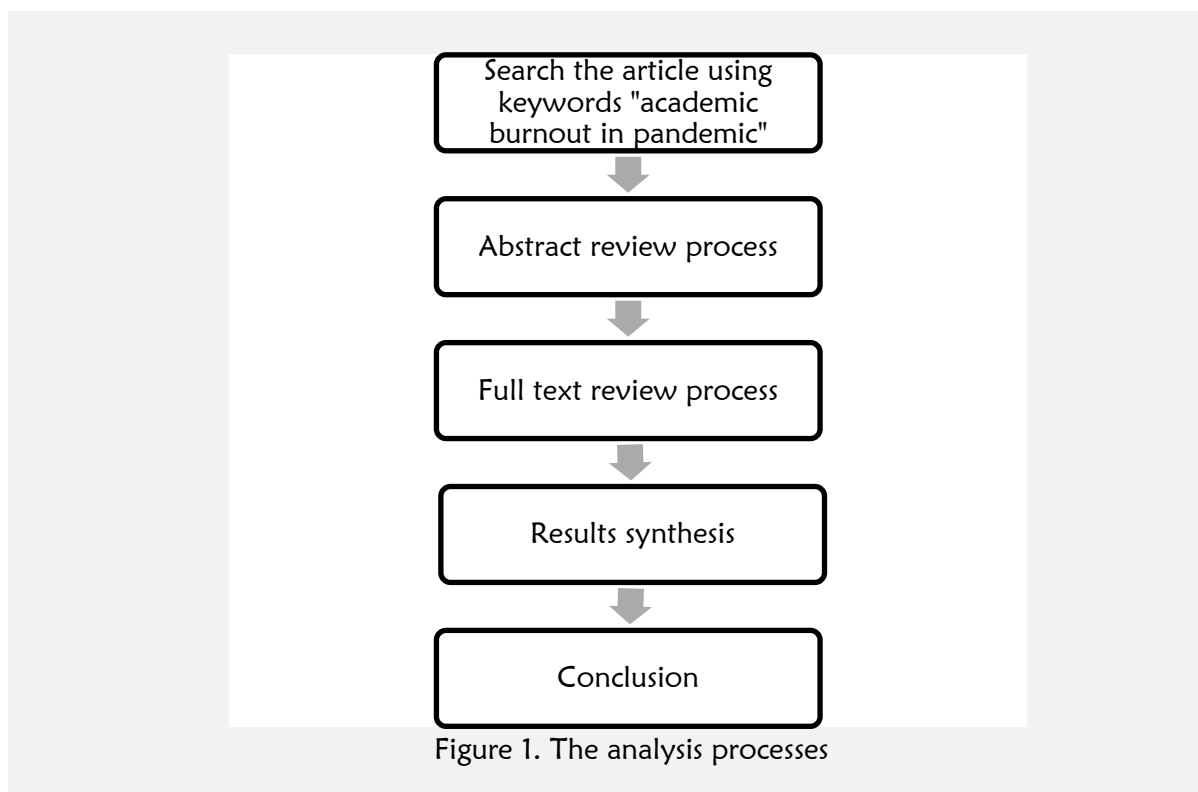 Search the article using
keywords "academic
burnout in pandemic"
Abstract review process
Full text review process
Results synthesis
Conclusion
Figure 1. The analysis processes